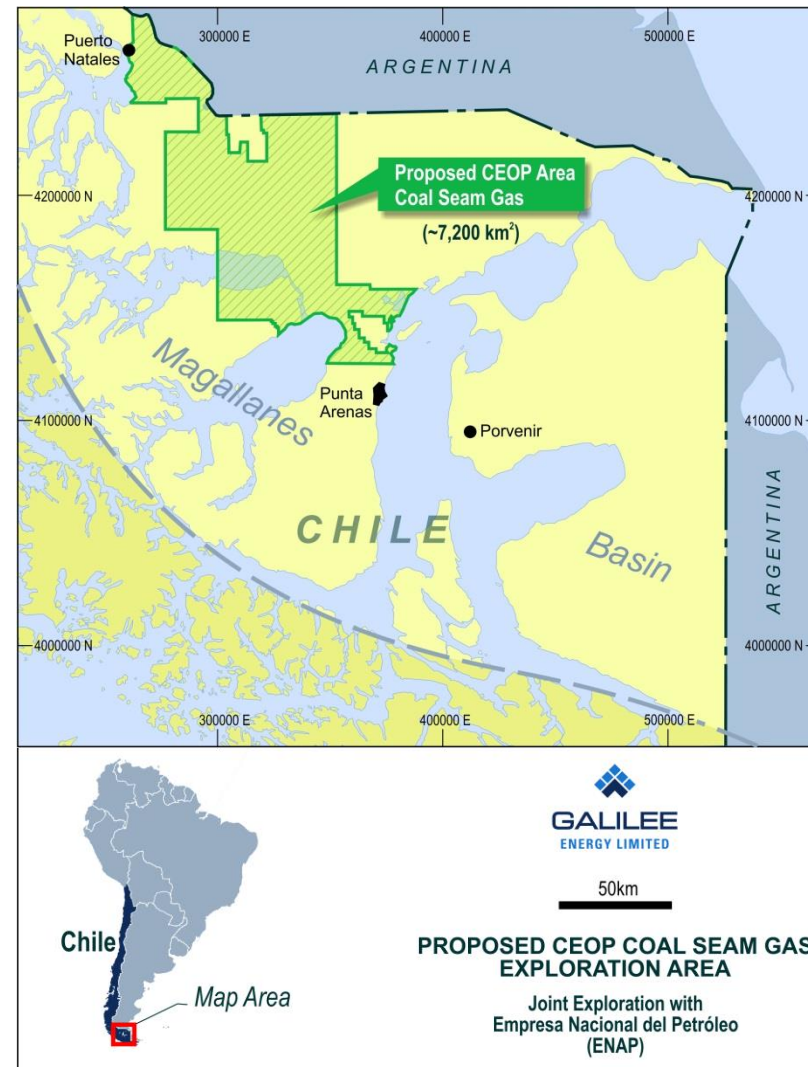 300000 E
400000 E
500000 E
Puerto
Natales
ARGENTINA
Proposed CEOP Area
Coal Seam Gas
(~7,200 km²)
4200000 N
4200000 N
Magallanes
Punta
Arenas
4100000 N
4100000 N
Porvenir
CHILE
Basin
ARGENTINA
4000000 N
4000000 N
300000 E
400000 E
500000 E
Chile
Map Area
GALILEE
ENERGY LIMITED
50km
PROPOSED CEOP COAL SEAM GAS
EXPLORATION AREA
Joint Exploration with
Empresa Nacional del Petróleo
(ENAP)